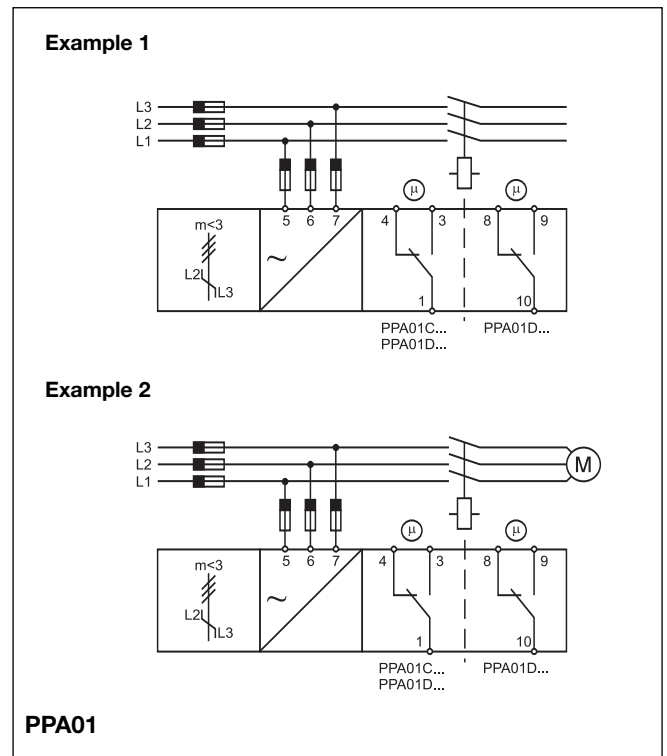 Example 1
L3
L2
L1
μ μ
m<3 5 6 7 4 3 8 9
L2 ~
L3
1 10
PPA01C... PPA01D...
PPA01D...
Example 2
L3
L2 M
L1
μ μ
m<3 5 6 7 4 3 8 9
L2 ~
L3
1 10
PPA01C... PPA01D...
PPA01D...
PPA01